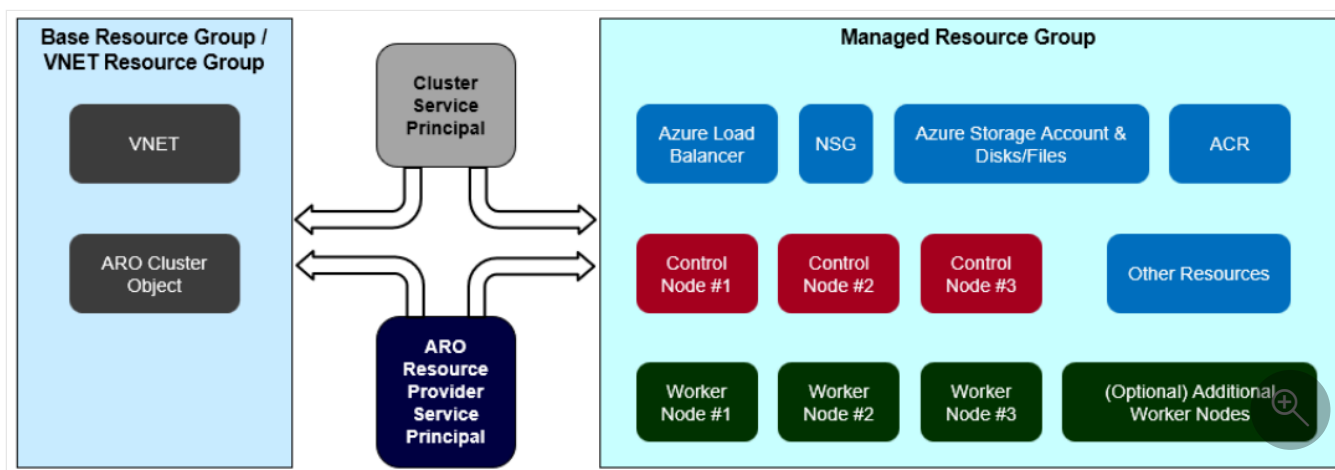 Base Resource Group /
VNET Resource Group
VNET
ARO Cluster
Object
Cluster
Service
Principal
ARO
Resource
Provider
Service
Principal
Managed Resource Group
Azure Load
Balancer
NSG
Azure Storage Account &
Disks/Files
ACR
Control
Node #1
Control
Node #2
Control
Node #3
Other Resources
Worker
Node #1
Worker
Node #2
Worker
Node #3
(Optional) Additional
Worker Nodes